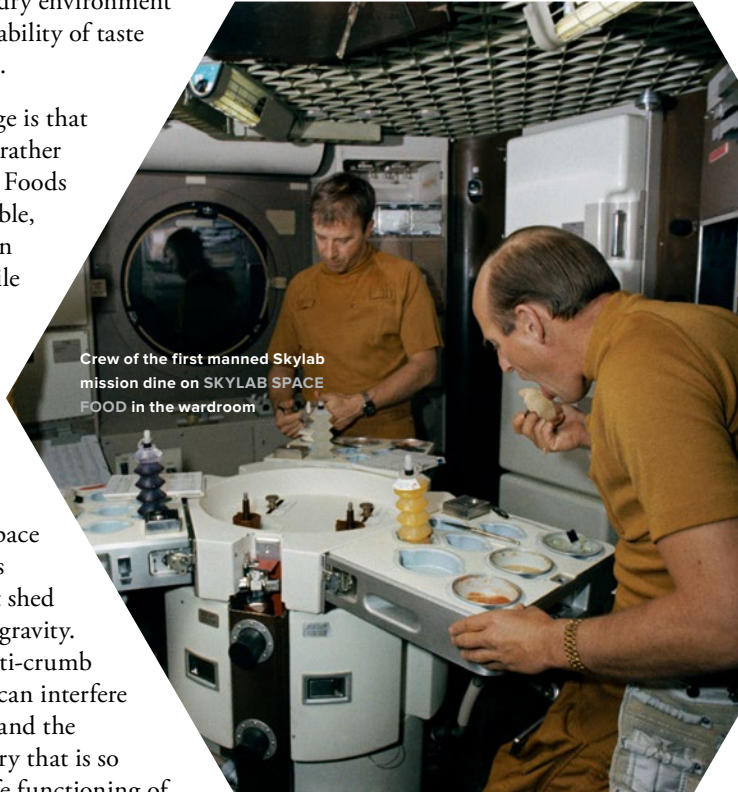 dry environment
ability of taste
.
ge is that
rather
Foods
ble,
n
ile
Crew of the first manned Skylab
mission dine on SKYLAB SPACE
FOOD in the wardroom
pace
s
t shed
gravity.
ti-crumb
can interfere
and the
ry that is so
fe functioning of